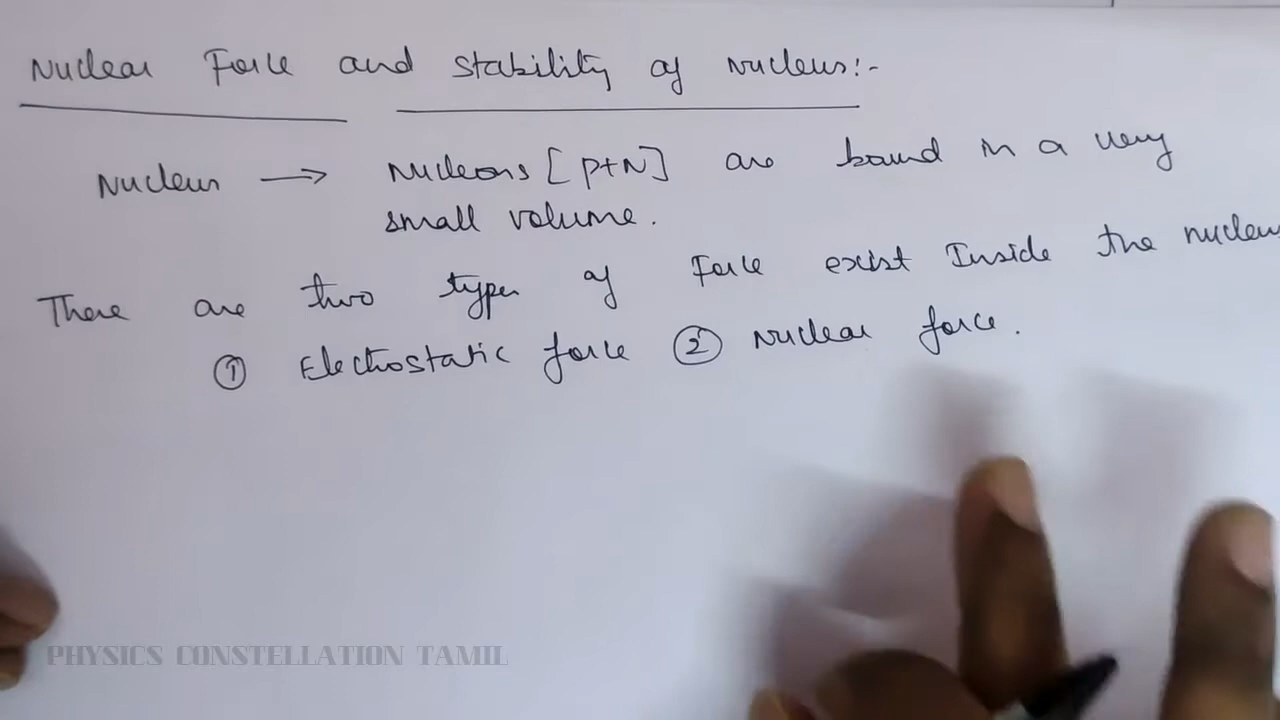 Nuclear Force and stability of Nucleus:-
Nucleus → Nucleons [P+N] are bound in a very
small volume.
There are two types of Force exist Inside the nucleus
① Electrostatic force ② Nuclear force.
PHYSICS CONSTELLATION TAMIL